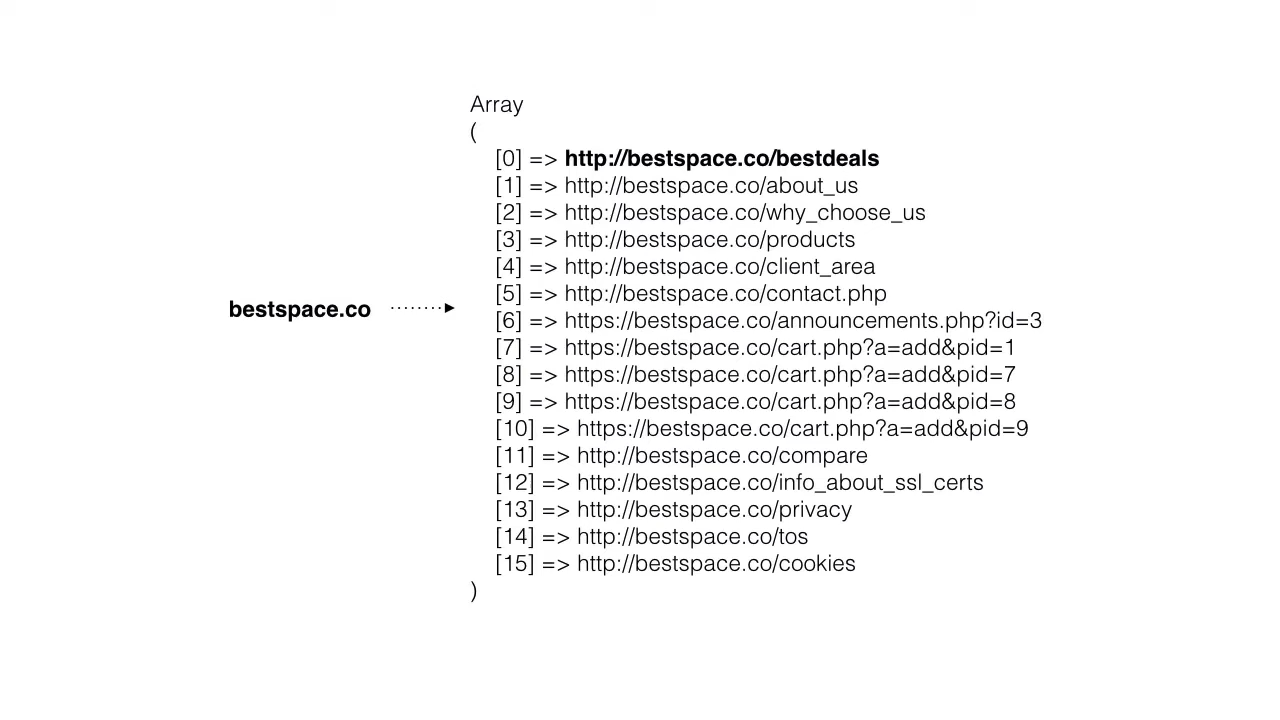 Array
(
[0] => http://bestspace.co/bestdeals
[1] => http://bestspace.co/about_us
[2] => http://bestspace.co/why_choose_us
[3] => http://bestspace.co/products
[4] => http://bestspace.co/client_area
[5] => http://bestspace.co/contact.php
bestspace.co
[6] => https://bestspace.co/announcements.php?id=3
[7] => https://bestspace.co/cart.php?a=add&pid=1
[8] => https://bestspace.co/cart.php?a=add&pid=7
[9] => https://bestspace.co/cart.php?a=add&pid=8
[10] => https://bestspace.co/cart.php?a=add&pid=9
[11] => http://bestspace.co/compare
[12] => http://bestspace.co/info_about_ssl_certs
[13] => http://bestspace.co/privacy
[14] => http://bestspace.co/tos
[15] => http://bestspace.co/cookies
)